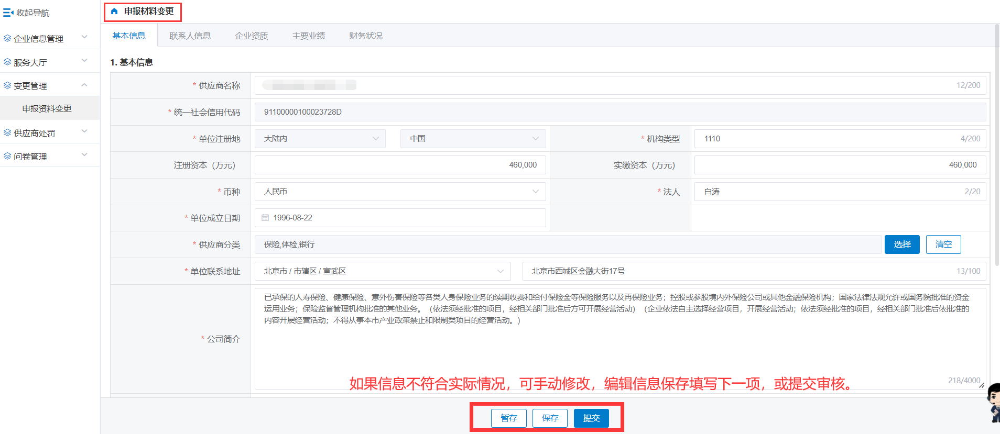 收起导航
企业信息管理
服务大厅
变更管理
申报资料变更
供应商处罚
问卷管理
申报材料变更
基本信息 联系人信息 企业资质 主要业绩 财务状况
1. 基本信息
* 供应商名称 12/200
* 统一社会信用代码 91100000100023728D
* 单位注册地 大陆内 中国 * 机构类型 1110 4/200
注册资本（万元） 460,000 实缴资本（万元） 460,000
* 币种 人民币 * 法人 白涛 2/20
* 单位成立日期 1996-08-22
* 供应商分类 保险,体检,银行 选择 清空
* 单位联系地址 北京市 / 市辖区 / 宣武区 北京市西城区金融大街17号 13/100
* 公司简介
已承保的人寿保险、健康保险、意外伤害保险等各类人身保险业务的续期收费和给付保险金等保险服务以及再保险业务；控股或参股境内外保险公司或其他金融保险机构；国家法律法规允许或国务院批准的资金
运用业务；保险监督管理机构批准的其他业务。（依法须经批准的项目，经相关部门批准后方可开展经营活动）（企业依法自主选择经营项目，开展经营活动；依法须经批准的项目，经相关部门批准后依批准的
内容开展经营活动；不得从事本市产业政策禁止和限制类项目的经营活动。）
218/4000
如果信息不符合实际情况，可手动修改，编辑信息保存填写下一项，或提交审核。
暂存 保存 提交